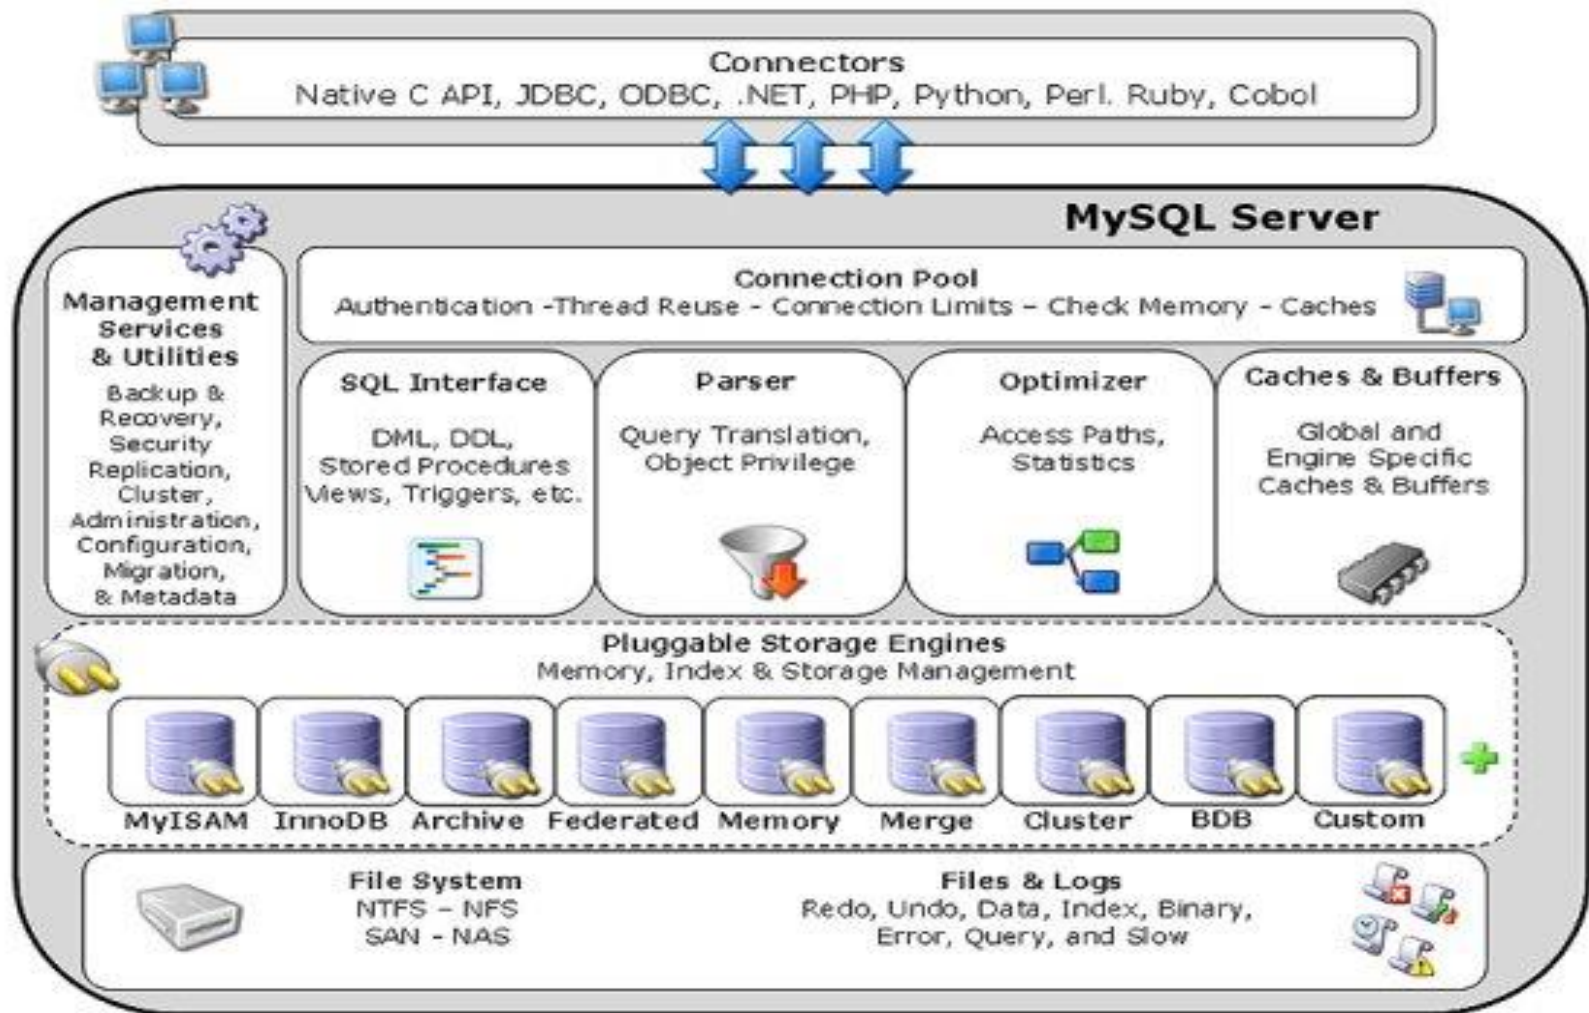 Connectors
Native C API, JDBC, ODBC, .NET, PHP, Python, Perl. Ruby, Cobol
MySQL Server
Management
Services
& Utilities
Backup &
Recovery,
Security
Replication,
Cluster,
Administration,
Configuration,
Migration,
& Metadata
Connection Pool
Authentication -Thread Reuse - Connection Limits – Check Memory - Caches
SQL Interface
DML, DDL,
Stored Procedures
Views, Triggers, etc.
Parser
Query Translation,
Object Privilege
Optimizer
Access Paths,
Statistics
Caches & Buffers
Global and
Engine Specific
Caches & Buffers
Pluggable Storage Engines
Memory, Index & Storage Management
MyISAM
InnoDB
Archive
Federated
Memory
Merge
Cluster
BDB
Custom
File System
NTFS – NFS
SAN - NAS
Files & Logs
Redo, Undo, Data, Index, Binary,
Error, Query, and Slow